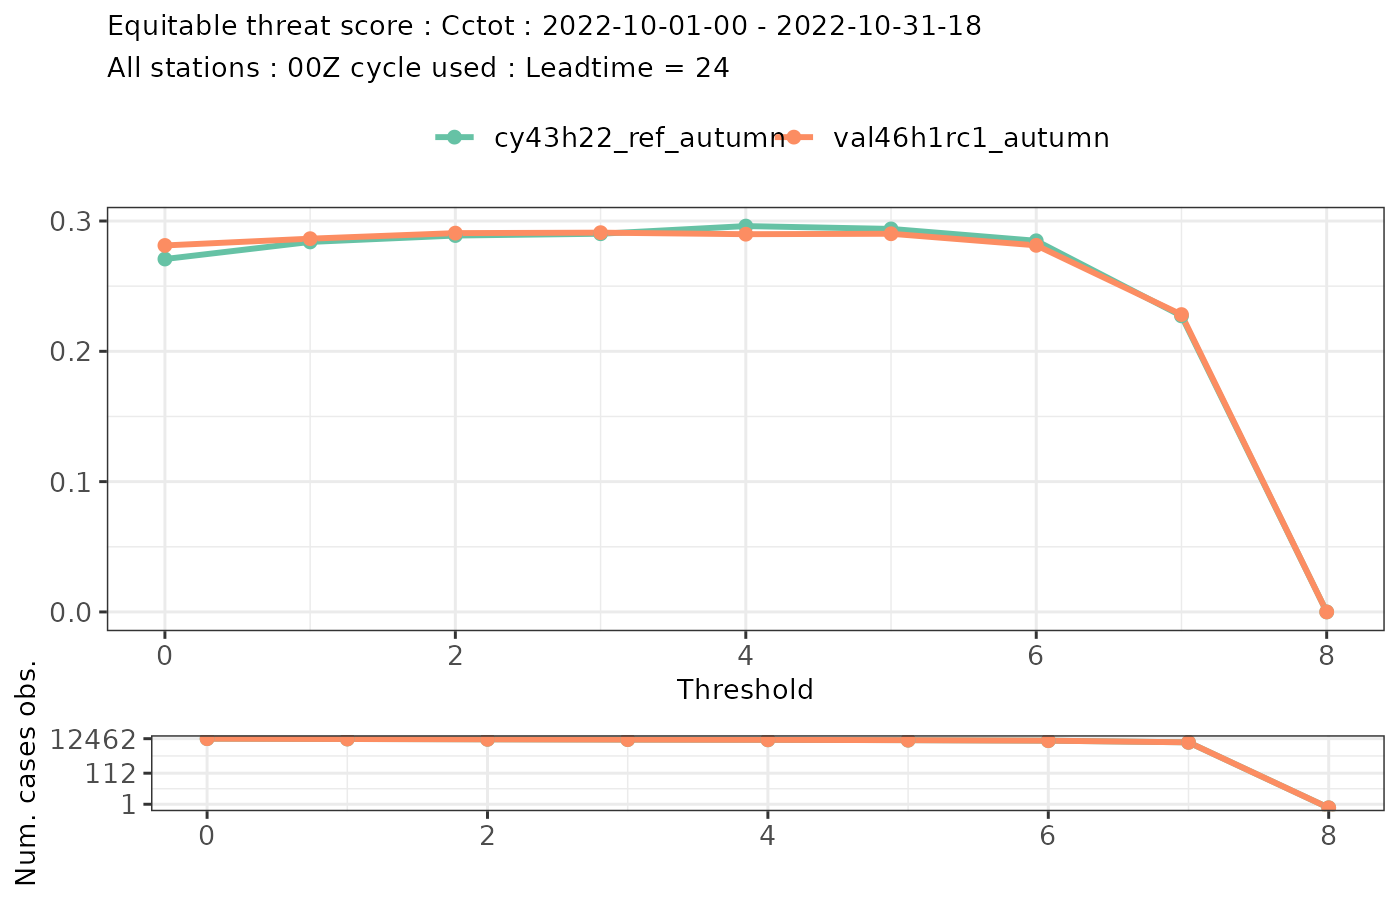 Equitable threat score : Cctot : 2022-10-01-00 - 2022-10-31-18
All stations : 00Z cycle used : Leadtime = 24
cy43h22_ref_autumn val46h1rc1_autumn
0.3
0.2
0.1
0.0
0 2 4 6 8
Threshold
Num. cases obs.
12462
112
1
0 2 4 6 8